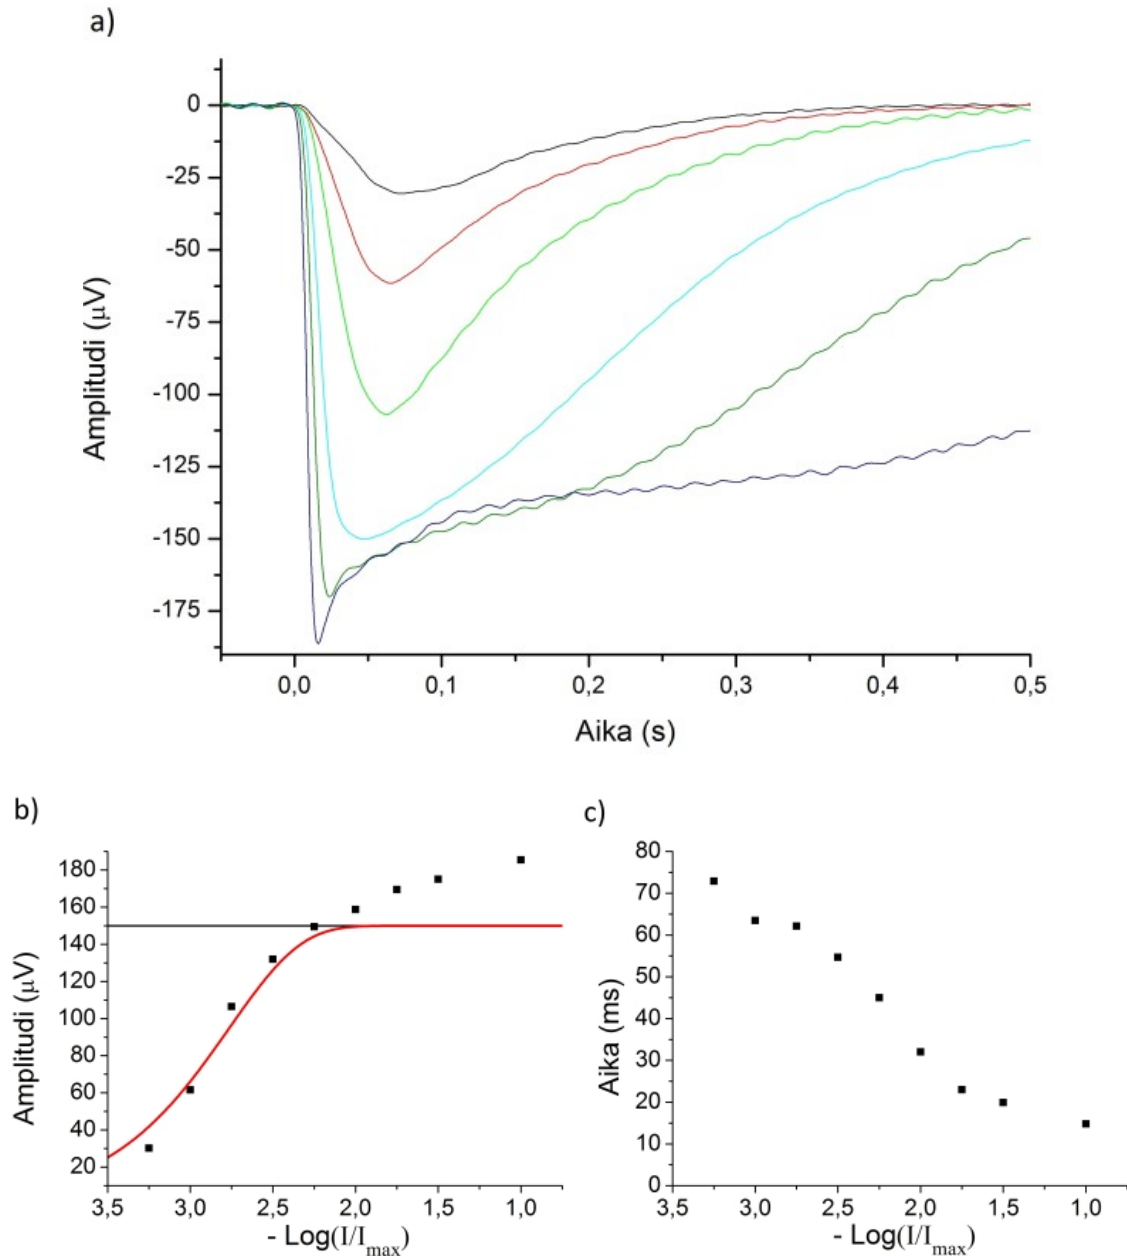 a)
0
-25
-50
-75
-100
-125
-150
-175
Amplitudi (μV)
0,0 0,1 0,2 0,3 0,4 0,5
Aika (s)
b)
180
160
140
120
100
80
60
40
20
Amplitudi (μV)
3,5 3,0 2,5 2,0 1,5 1,0
- Log(I/Imax)
c)
80
70
60
50
40
30
20
10
0
Aika (ms)
3,5 3,0 2,5 2,0 1,5 1,0
- Log(I/Imax)